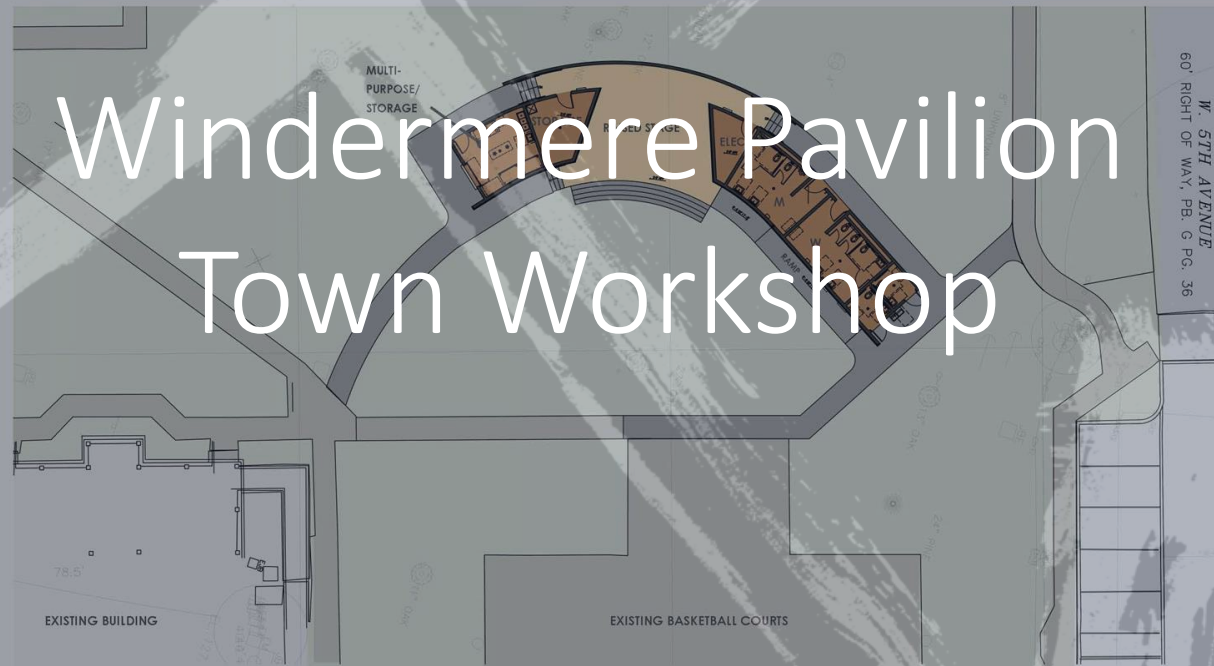 Windermere Pavilion
Town Workshop
MULTI-
PURPOSE/
STORAGE
RAISED STAGE
ELEC
M
W
RAMP
W. 5TH AVENUE
60' RIGHT OF WAY, PB. G PG. 36
78.5'
EXISTING BUILDING
EXISTING BASKETBALL COURTS